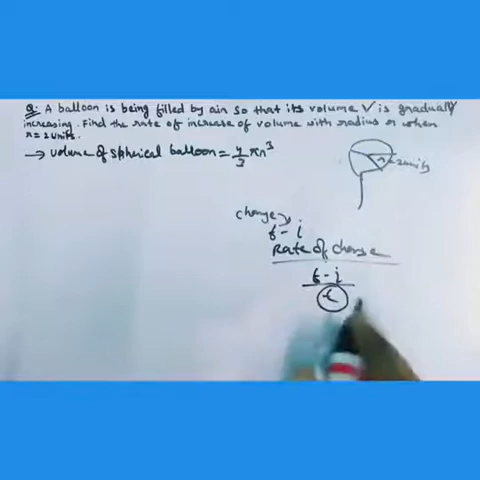 Q: A balloon is being filled by air so that its volume V is gradually
increasing. Find the rate of increase of volume with radius r when
r = 2 units.
→ volume of spherical balloon = 4/3 πr³
r = 2 units
change
f - i
Rate of change
f - i
t